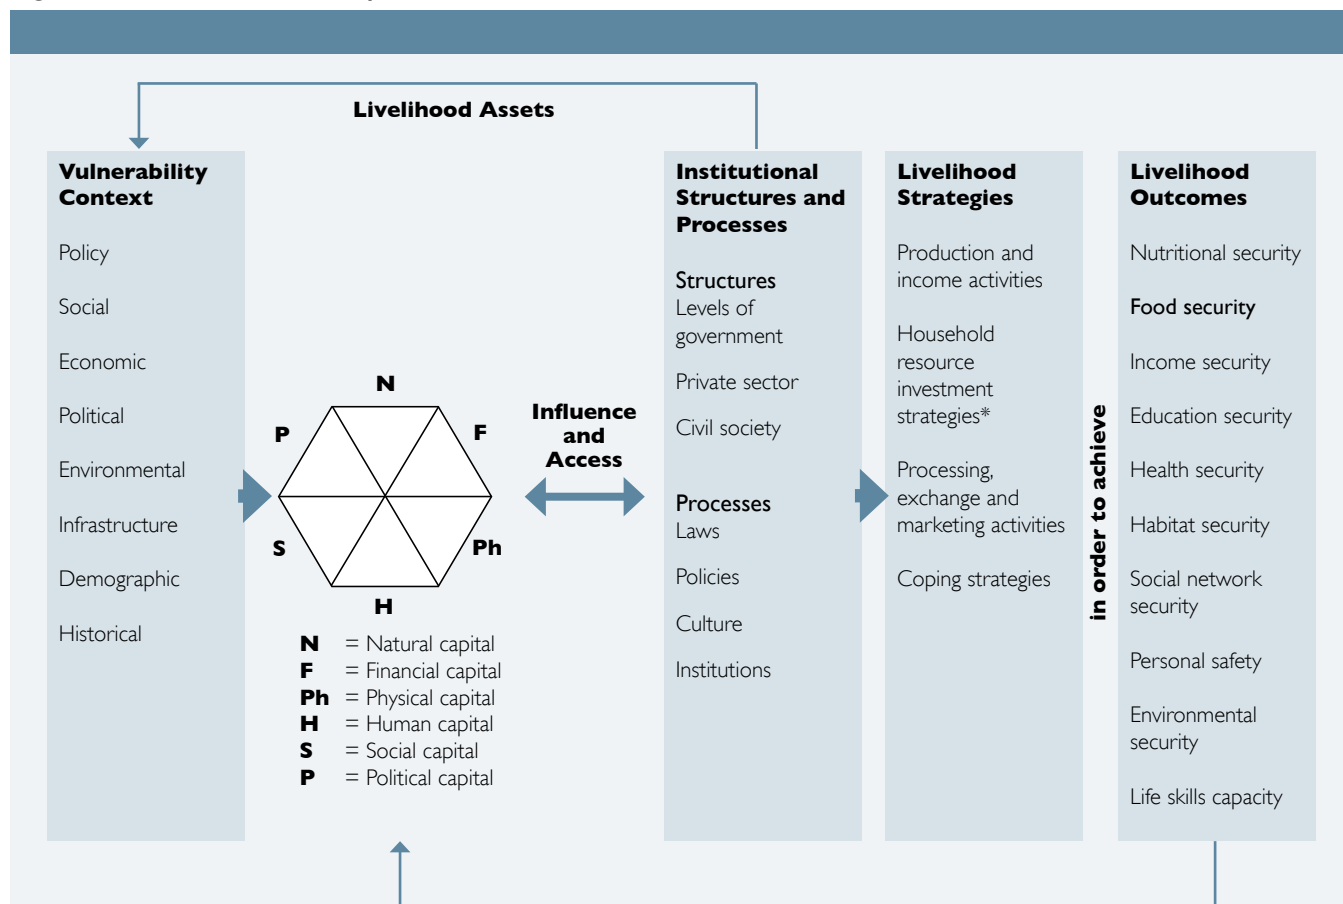 Livelihood Assets
Vulnerability
Context
Policy
Social
Economic
Political
Environmental
Infrastructure
Demographic
Historical
N
P
F
S
Ph
H
N = Natural capital
F = Financial capital
Ph = Physical capital
H = Human capital
S = Social capital
P = Political capital
Influence
and
Access
Institutional
Structures and
Processes
Structures
Levels of
government
Private sector
Civil society
Processes
Laws
Policies
Culture
Institutions
Livelihood
Strategies
Production and
income activities
Household
resource
investment
strategies*
Processing,
exchange and
marketing activities
Coping strategies
in order to achieve
Livelihood
Outcomes
Nutritional security
Food security
Income security
Education security
Health security
Habitat security
Social network
security
Personal safety
Environmental
security
Life skills capacity